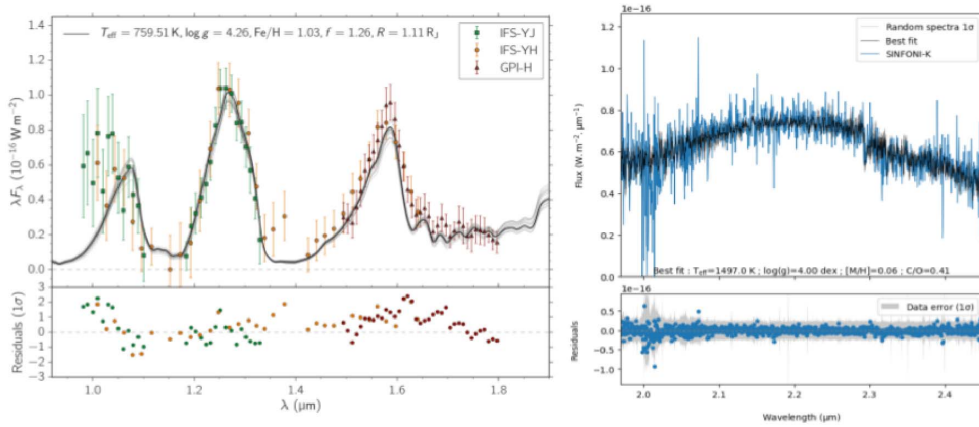 T_eff = 759.51 K, log g = 4.26, Fe/H = 1.03, f = 1.26, R = 1.11 R_J
IFS-YJ
IFS-YH
GPI-H
λF_λ (10⁻¹⁶ W m⁻²)
1.4
1.2
1.0
0.8
0.6
0.4
0.2
0.0
Residuals (1σ)
3
2
1
0
−1
−2
−3
1.0 1.2 1.4 1.6 1.8
λ (μm)
1e−16
Random spectra 1σ
Best fit
SINFONI-K
Flux (W.m⁻².μm⁻¹)
1.2
1.0
0.8
0.6
0.4
0.2
0.0
Best fit : T_eff=1497.0 K ; log(g)=4.00 dex ; [M/H]=0.06 ; C/O=0.41
1e−16
Data error (1σ)
Residuals
0.5
0.0
−0.5
−1.0
2.0 2.1 2.2 2.3 2.4
Wavelength (μm)